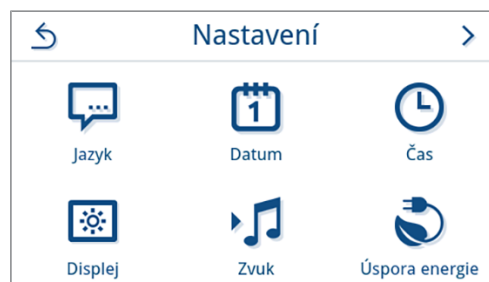 Nastavení
1
Jazyk Datum Čas
Displej Zvuk Úspora energie